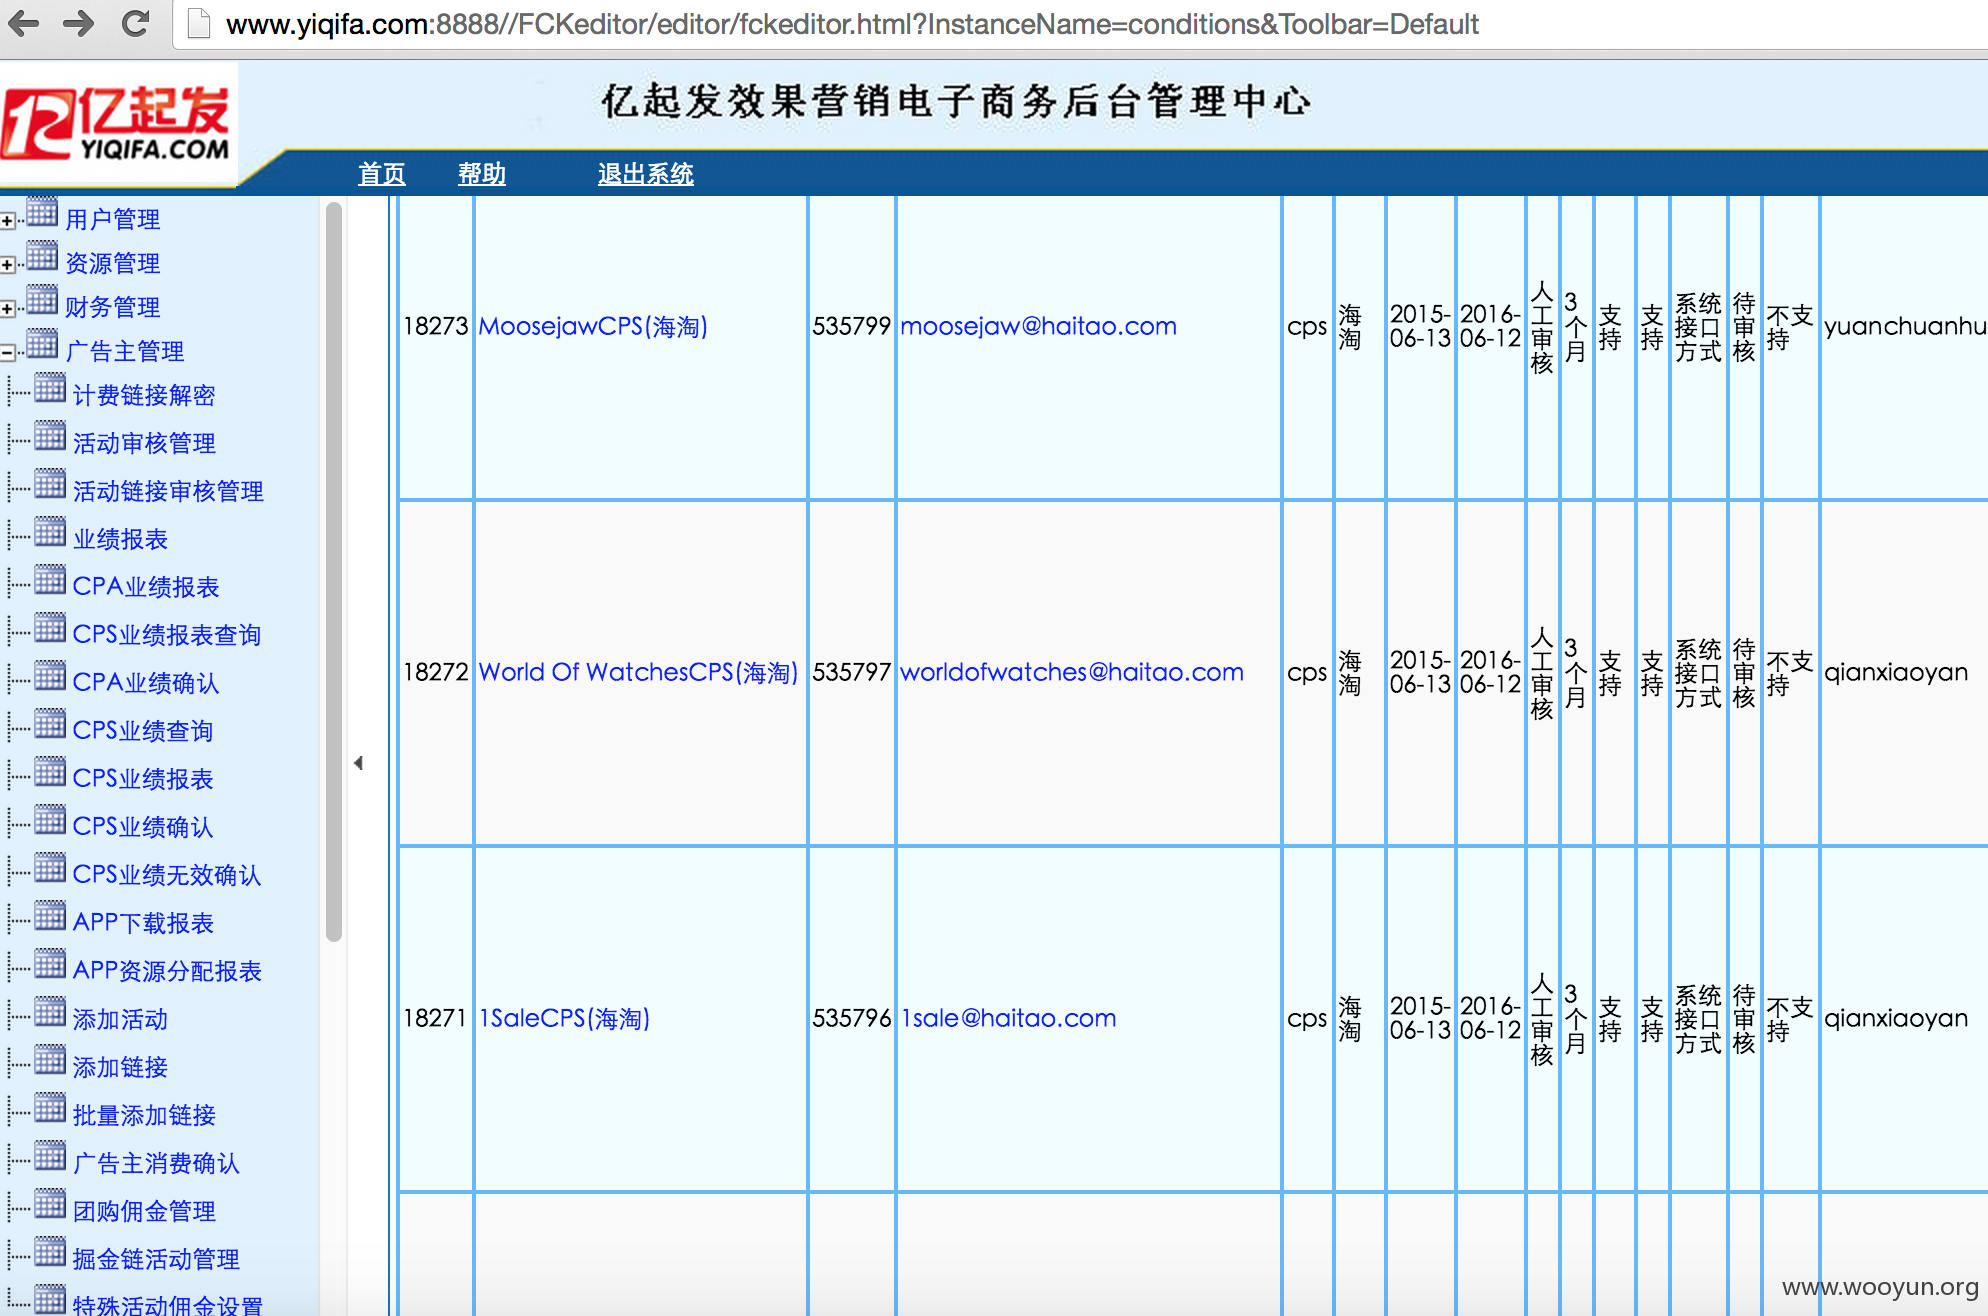 www.yiqifa.com:8888//FCKeditor/editor/fckeditor.html?InstanceName=conditions&Toolbar=Default
亿起发
YIQIFA.COM
亿起发效果营销电子商务后台管理中心
首页 帮助 退出系统
用户管理
资源管理
财务管理
广告主管理
计费链接解密
活动审核管理
活动链接审核管理
业绩报表
CPA业绩报表
CPS业绩报表查询
CPA业绩确认
CPS业绩查询
CPS业绩报表
CPS业绩确认
CPS业绩无效确认
APP下载报表
APP资源分配报表
添加活动
添加链接
批量添加链接
广告主消费确认
团购佣金管理
掘金链活动管理
特殊活动佣金设置
18273 MoosejawCPS(海淘) 535799 moosejaw@haitao.com cps 海淘 2015-06-13 2016-06-12 人工审核 3个月 支持 支持 系统接口方式 待审核 不支持 yuanchuanhu
18272 World Of WatchesCPS(海淘) 535797 worldofwatches@haitao.com cps 海淘 2015-06-13 2016-06-12 人工审核 3个月 支持 支持 系统接口方式 待审核 不支持 qianxiaoyan
18271 1SaleCPS(海淘) 535796 1sale@haitao.com cps 海淘 2015-06-13 2016-06-12 人工审核 3个月 支持 支持 系统接口方式 待审核 不支持 qianxiaoyan
www.wooyun.org